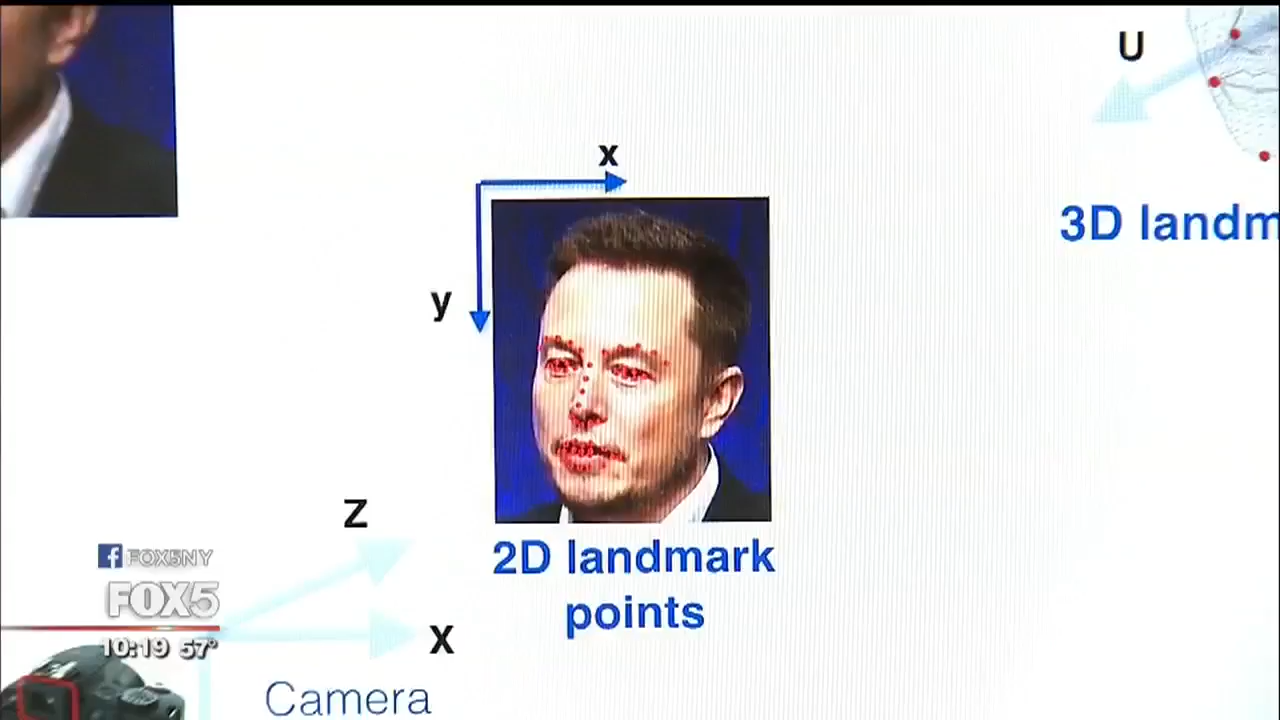 U
x
3D landm
y
Z
2D landmark
points
FOX5NY
FOX5
10:19 57°
X
Camera